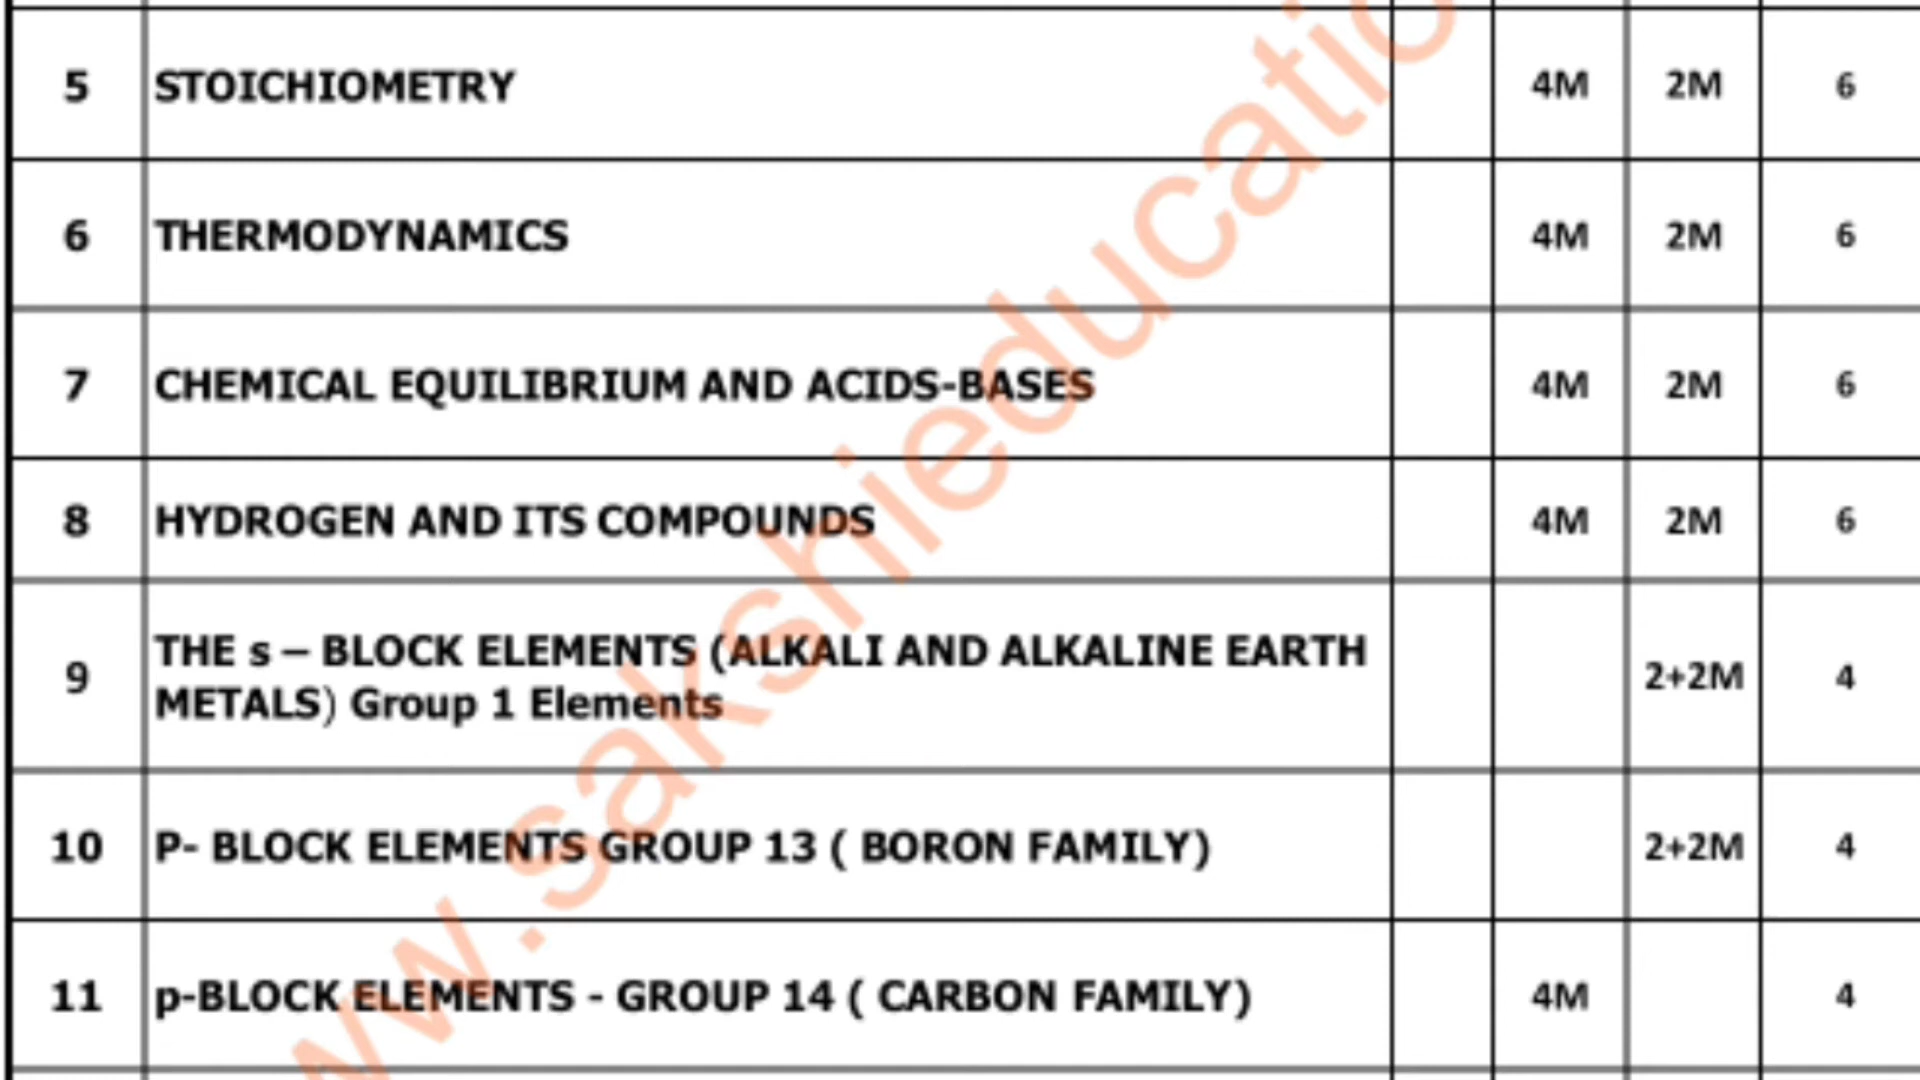 5 STOICHIOMETRY 4M 2M 6
6 THERMODYNAMICS 4M 2M 6
7 CHEMICAL EQUILIBRIUM AND ACIDS-BASES 4M 2M 6
8 HYDROGEN AND ITS COMPOUNDS 4M 2M 6
9 THE s – BLOCK ELEMENTS (ALKALI AND ALKALINE EARTH
METALS) Group 1 Elements 2+2M 4
10 P- BLOCK ELEMENTS GROUP 13 ( BORON FAMILY) 2+2M 4
11 p-BLOCK ELEMENTS - GROUP 14 ( CARBON FAMILY) 4M 4
ww.sakshieducatio